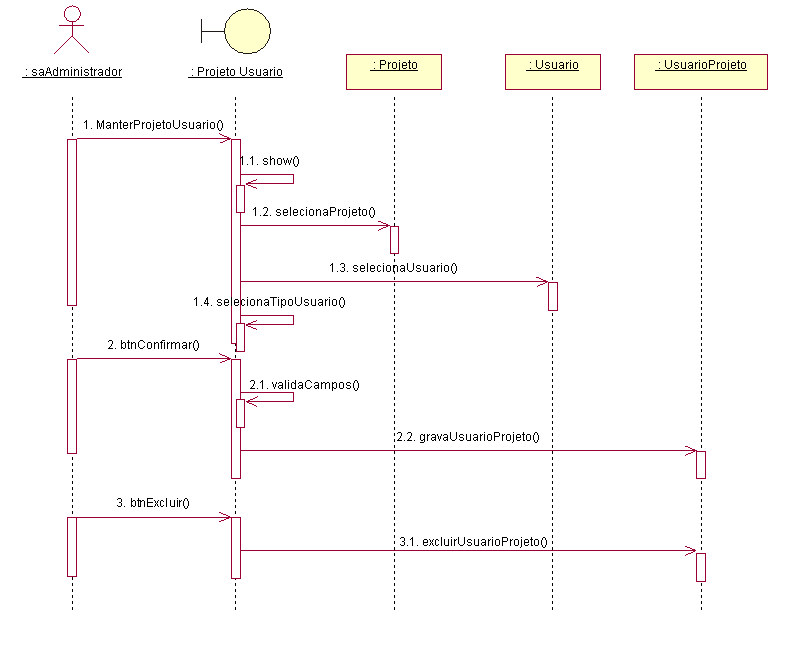 : saAdministrador
: Projeto Usuario
: Projeto
: Usuario
: UsuarioProjeto
1. ManterProjetoUsuario()
1.1. show()
1.2. selecionaProjeto()
1.3. selecionaUsuario()
1.4. selecionaTipoUsuario()
2. btnConfirmar()
2.1. validaCampos()
2.2. gravaUsuarioProjeto()
3. btnExcluir()
3.1. excluirUsuarioProjeto()